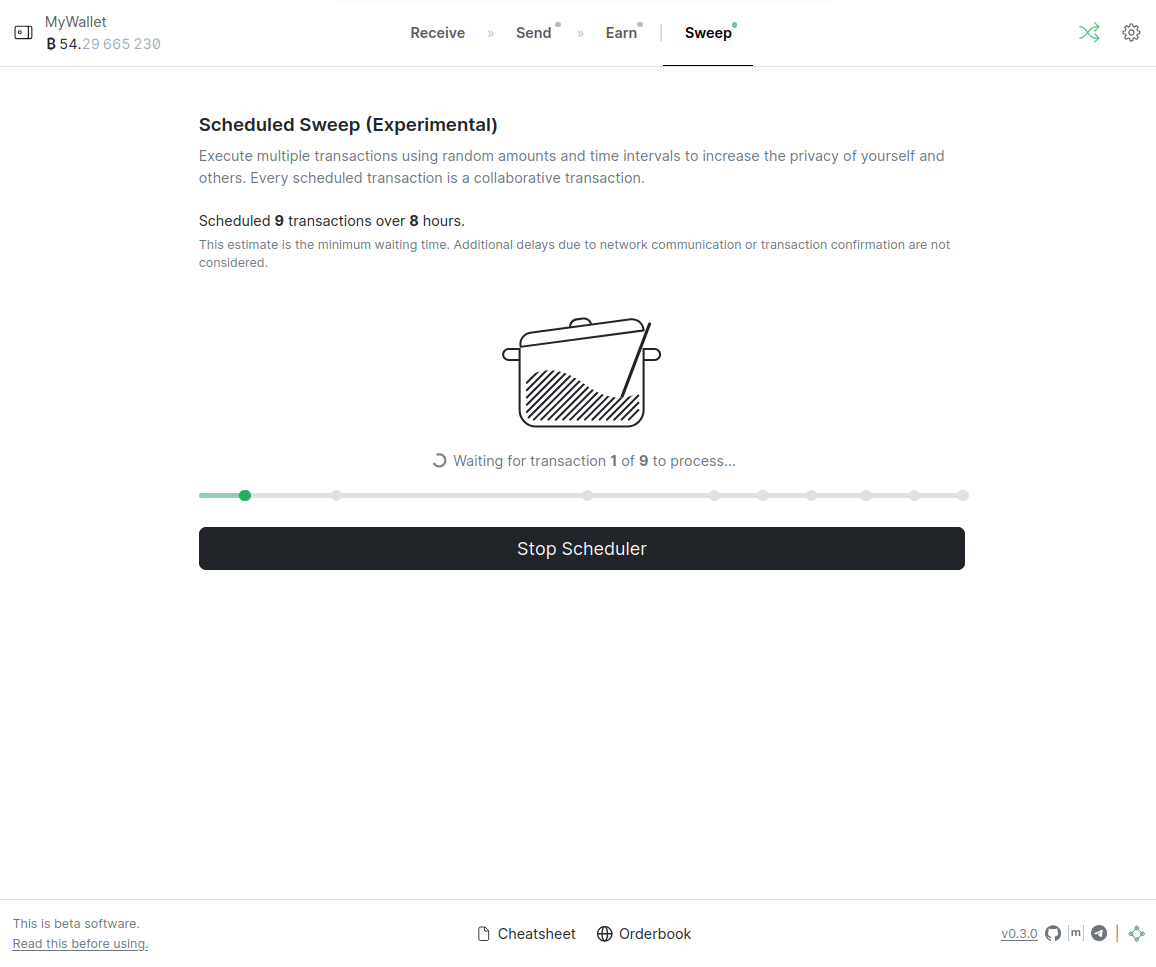 MyWallet
₿ 54.29 665 230
Receive » Send » Earn | Sweep
Scheduled Sweep (Experimental)
Execute multiple transactions using random amounts and time intervals to increase the privacy of yourself and
others. Every scheduled transaction is a collaborative transaction.
Scheduled 9 transactions over 8 hours.
This estimate is the minimum waiting time. Additional delays due to network communication or transaction confirmation are not
considered.
Waiting for transaction 1 of 9 to process...
Stop Scheduler
This is beta software.
Read this before using.
Cheatsheet
Orderbook
v0.3.0
|m|